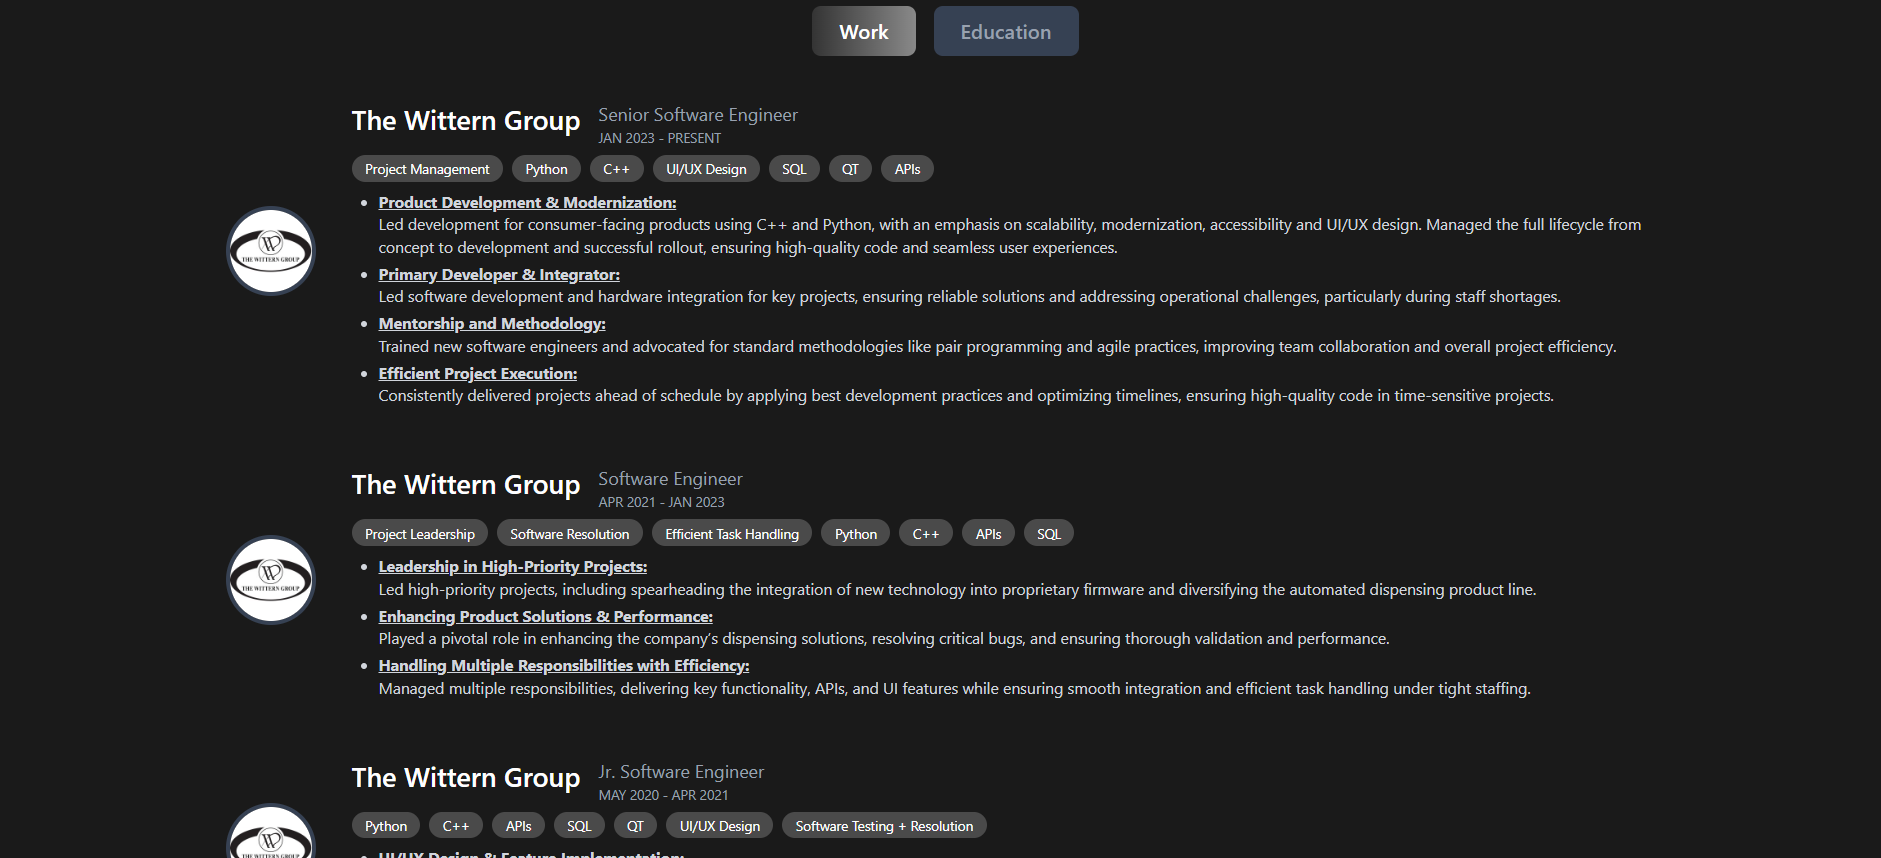 Work
Education
The Wittern Group
Senior Software Engineer
JAN 2023 - PRESENT
Project Management
Python
C++
UI/UX Design
SQL
QT
APIs
THE WITTERN GROUP
Product Development & Modernization:
Led development for consumer-facing products using C++ and Python, with an emphasis on scalability, modernization, accessibility and UI/UX design. Managed the full lifecycle from
concept to development and successful rollout, ensuring high-quality code and seamless user experiences.
Primary Developer & Integrator:
Led software development and hardware integration for key projects, ensuring reliable solutions and addressing operational challenges, particularly during staff shortages.
Mentorship and Methodology:
Trained new software engineers and advocated for standard methodologies like pair programming and agile practices, improving team collaboration and overall project efficiency.
Efficient Project Execution:
Consistently delivered projects ahead of schedule by applying best development practices and optimizing timelines, ensuring high-quality code in time-sensitive projects.
The Wittern Group
Software Engineer
APR 2021 - JAN 2023
Project Leadership
Software Resolution
Efficient Task Handling
Python
C++
APIs
SQL
THE WITTERN GROUP
Leadership in High-Priority Projects:
Led high-priority projects, including spearheading the integration of new technology into proprietary firmware and diversifying the automated dispensing product line.
Enhancing Product Solutions & Performance:
Played a pivotal role in enhancing the company’s dispensing solutions, resolving critical bugs, and ensuring thorough validation and performance.
Handling Multiple Responsibilities with Efficiency:
Managed multiple responsibilities, delivering key functionality, APIs, and UI features while ensuring smooth integration and efficient task handling under tight staffing.
The Wittern Group
Jr. Software Engineer
MAY 2020 - APR 2021
Python
C++
APIs
SQL
QT
UI/UX Design
Software Testing + Resolution
THE WITTERN GROUP
UI/UX Design & Feature Implementation: